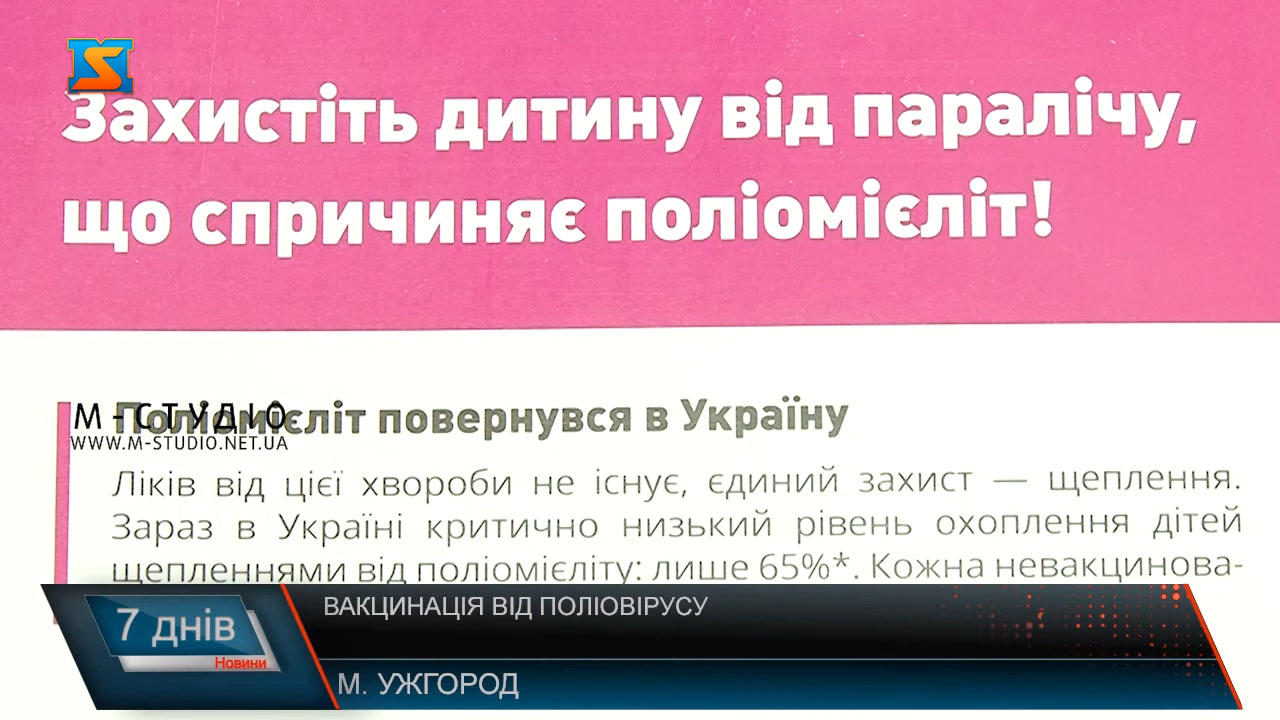 Захистіть дитину від паралічу,
що спричиняє поліомієліт!
М-СТУДІО
WWW.M-STUDIO.NET.UA
Поліомієліт повернувся в Україну
Ліків від цієї хвороби не існує, єдиний захист — щеплення.
Зараз в Україні критично низький рівень охоплення дітей
щепленнями від поліомієліту: лише 65%*. Кожна невакцинова-
7 днів
Новини
ВАКЦИНАЦІЯ ВІД ПОЛІОВІРУСУ
М. УЖГОРОД